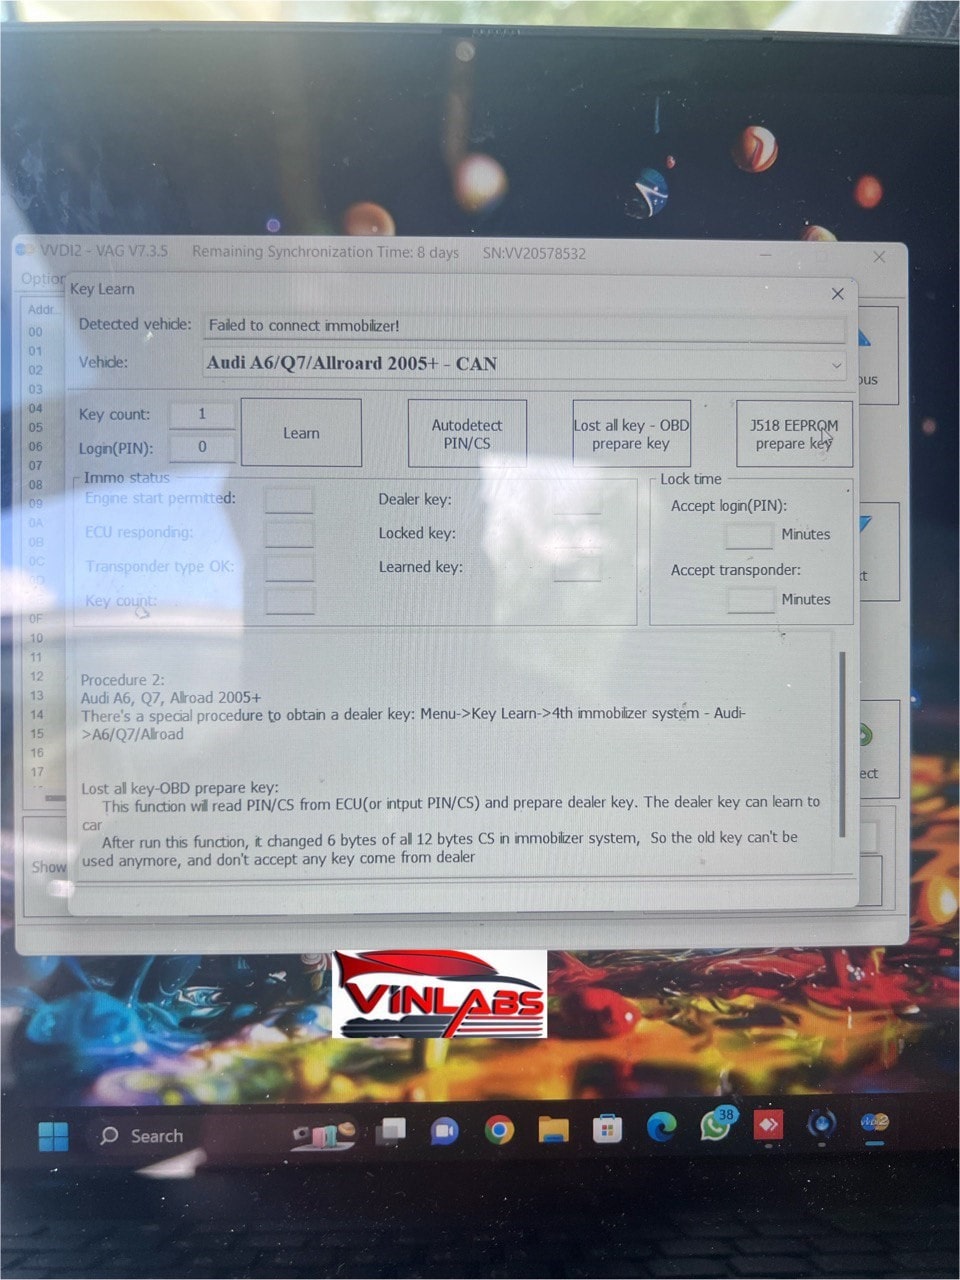 VVDI2 - VAG V7.3.5 Remaining Synchronization Time: 8 days SN:VV20578532
Option
Key Learn
Addr.
Detected vehicle: Failed to connect immobilizer!
Vehicle: Audi A6/Q7/Allroard 2005+ - CAN
Key count: 1
Login(PIN): 0
Learn
Autodetect
PIN/CS
Lost all key - OBD
prepare key
J518 EEPROM
prepare key
ous
Immo status
Engine start permitted:
ECU responding:
Transponder type OK:
Key count:
Dealer key:
Locked key:
Learned key:
Lock time
Accept login(PIN):
Minutes
Accept transponder:
Minutes
ct
00
01
02
03
04
05
06
07
08
09
0A
0B
0C
0F
10
11
12
13
14
15
16
17
Procedure 2:
Audi A6, Q7, Allroad 2005+
There's a special procedure to obtain a dealer key: Menu->Key Learn->4th immobilizer system - Audi-
>A6/Q7/Allroad
Lost all key-OBD prepare key:
This function will read PIN/CS from ECU(or intput PIN/CS) and prepare dealer key. The dealer key can learn to
car
After run this function, it changed 6 bytes of all 12 bytes CS in immobilizer system, So the old key can't be
used anymore, and don't accept any key come from dealer
ect
Show
VINLABS
Search
38
VVDI2